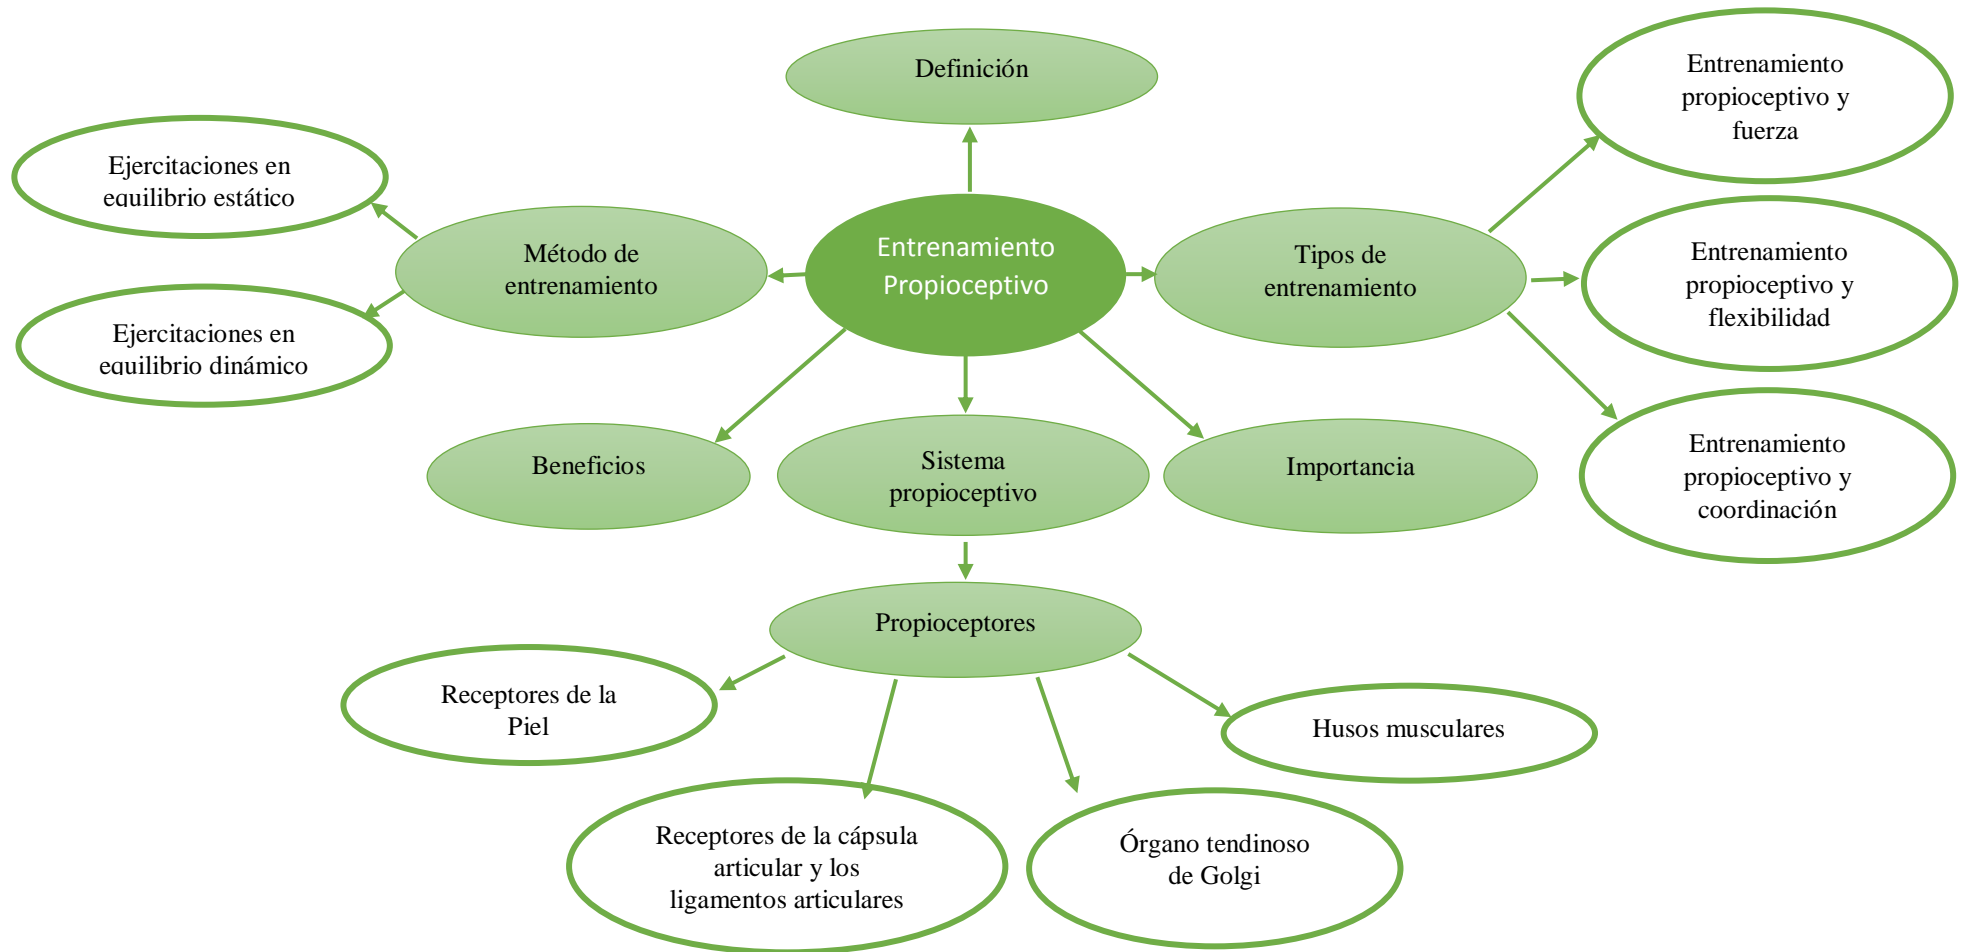 Definición
Entrenamiento
propioceptivo y
fuerza
Ejercitaciones en
equilibrio estático
Método de
entrenamiento
Entrenamiento
Propioceptivo
Tipos de
entrenamiento
Entrenamiento
propioceptivo y
flexibilidad
Ejercitaciones en
equilibrio dinámico
Beneficios
Sistema
propioceptivo
Importancia
Entrenamiento
propioceptivo y
coordinación
Propioceptores
Receptores de la
Piel
Husos musculares
Receptores de la cápsula
articular y los
ligamentos articulares
Órgano tendinoso
de Golgi